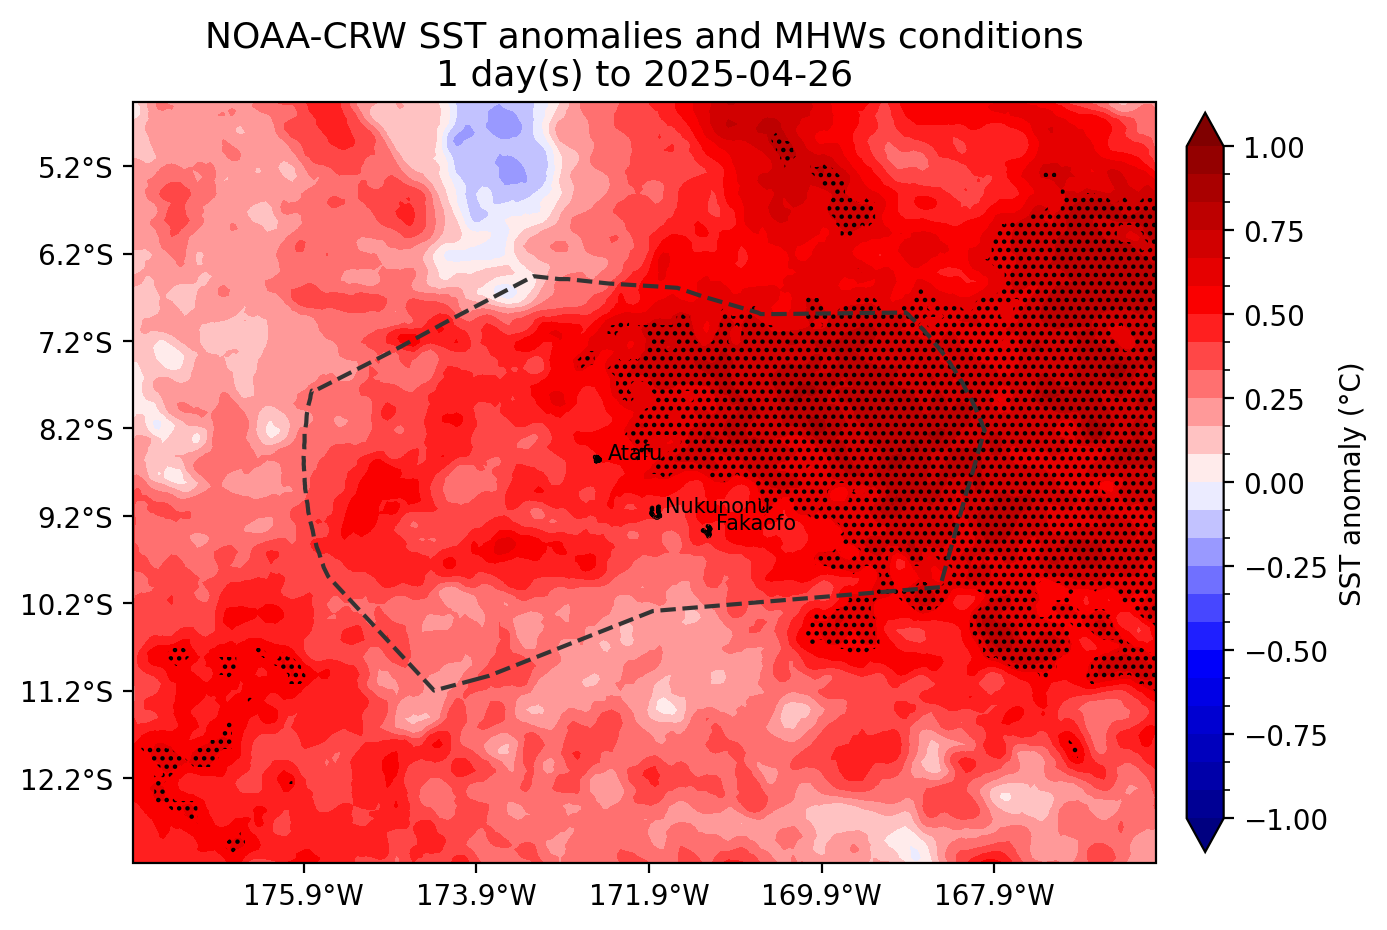 NOAA-CRW SST anomalies and MHWs conditions
1 day(s) to 2025-04-26
5.2°S
6.2°S
7.2°S
8.2°S
9.2°S
10.2°S
11.2°S
12.2°S
Atafu
Nukunonu
Fakaofo
175.9°W
173.9°W
171.9°W
169.9°W
167.9°W
1.00
0.75
0.50
0.25
0.00
−0.25
−0.50
−0.75
−1.00
SST anomaly (°C)